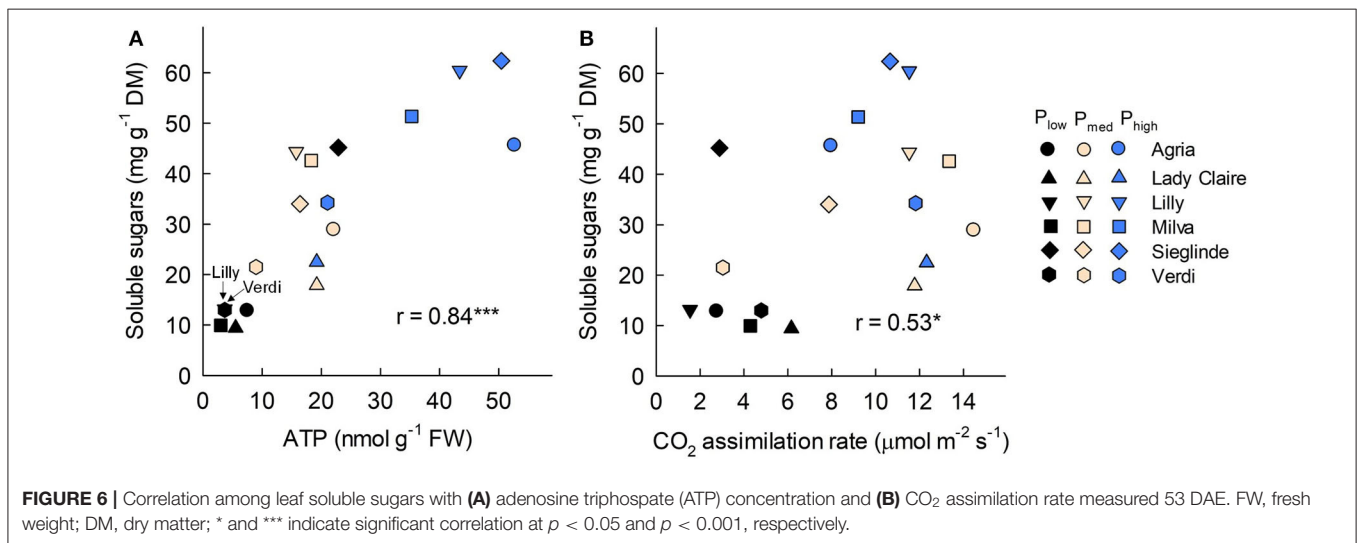 A
Soluble sugars (mg g⁻¹ DM)
60
50
40
30
20
10
0
Lilly
Verdi
r = 0.84***
0 10 20 30 40 50
ATP (nmol g⁻¹ FW)
B
Soluble sugars (mg g⁻¹ DM)
60
50
40
30
20
10
0
r = 0.53*
0 2 4 6 8 10 12 14
CO₂ assimilation rate (μmol m⁻² s⁻¹)
P_low P_med P_high
Agria
Lady Claire
Lilly
Milva
Sieglinde
Verdi
FIGURE 6 | Correlation among leaf soluble sugars with (A) adenosine triphospate (ATP) concentration and (B) CO₂ assimilation rate measured 53 DAE. FW, fresh
weight; DM, dry matter; * and *** indicate significant correlation at p < 0.05 and p < 0.001, respectively.